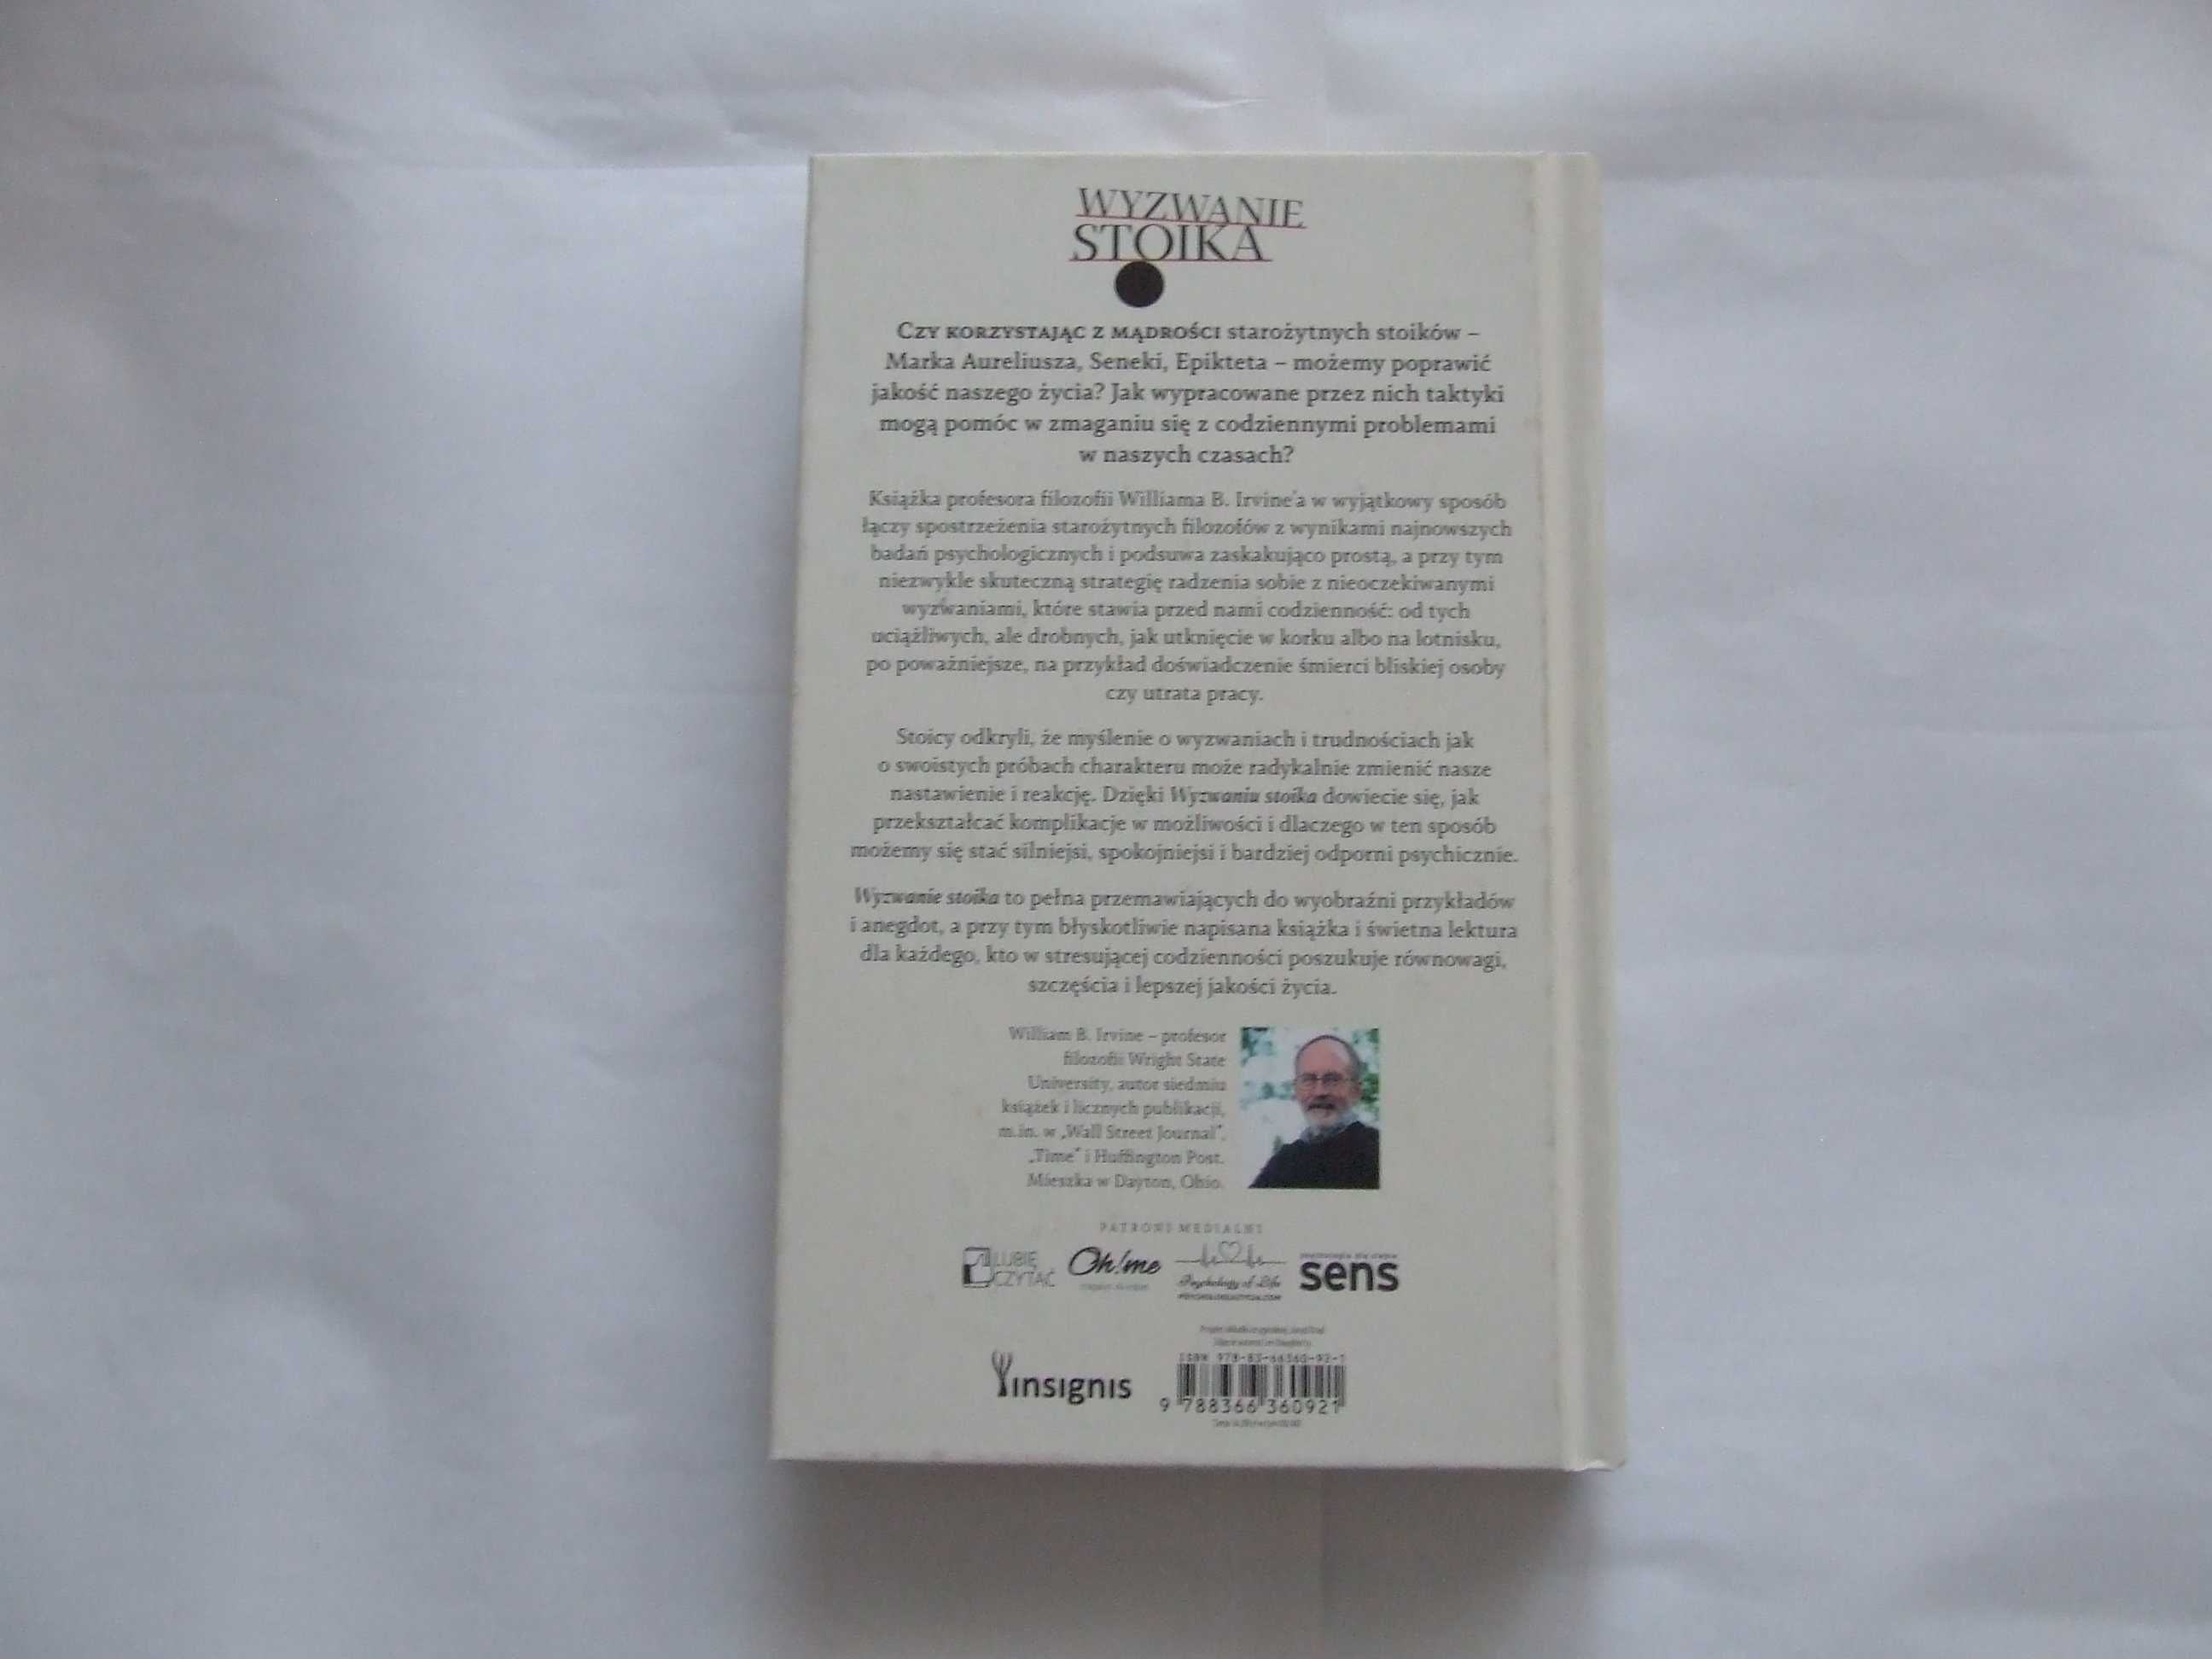 WYZWANIE
STOIKA
CZY KORZYSTAJĄC Z MĄDROŚCI starożytnych stoików –
Marka Aureliusza, Seneki, Epikteta – możemy poprawić
jakość naszego życia? Jak wypracowane przez nich taktyki
mogą pomóc w zmaganiu się z codziennymi problemami
w naszych czasach?
Książka profesora filozofii Williama B. Irvine'a w wyjątkowy sposób
łączy spostrzeżenia starożytnych filozofów z wynikami najnowszych
badań psychologicznych i podsuwa zaskakująco prostą, a przy tym
niezwykle skuteczną strategię radzenia sobie z nieoczekiwanymi
wyzwaniami, które stawia przed nami codzienność: od tych
uciążliwych, ale drobnych, jak utknięcie w korku albo na lotnisku,
po poważniejsze, na przykład doświadczenie śmierci bliskiej osoby
czy utrata pracy.
Stoicy odkryli, że myślenie o wyzwaniach i trudnościach jak
o swoistych próbach charakteru może radykalnie zmienić nasze
nastawienie i reakcję. Dzięki Wyzwaniu stoika dowiecie się, jak
przekształcać komplikacje w możliwości i dlaczego w ten sposób
możemy się stać silniejsi, spokojniejsi i bardziej odporni psychicznie.
Wyzwanie stoika to pełna przemawiających do wyobraźni przykładów
i anegdot, a przy tym błyskotliwie napisana książka i świetna lektura
dla każdego, kto w stresującej codzienności poszukuje równowagi,
szczęścia i lepszej jakości życia.
William B. Irvine – profesor
filozofii Wright State
University, autor siedmiu
książek i licznych publikacji,
m.in. w „Wall Street Journal",
„Time" i Huffington Post.
Mieszka w Dayton, Ohio.
PATRONI MEDIALNI
LUBIĘ
CZYTAĆ
Oh!me
Psychology of Life
sens
ISBN 978-83-66360-92-1
insignis
9 788366 360921